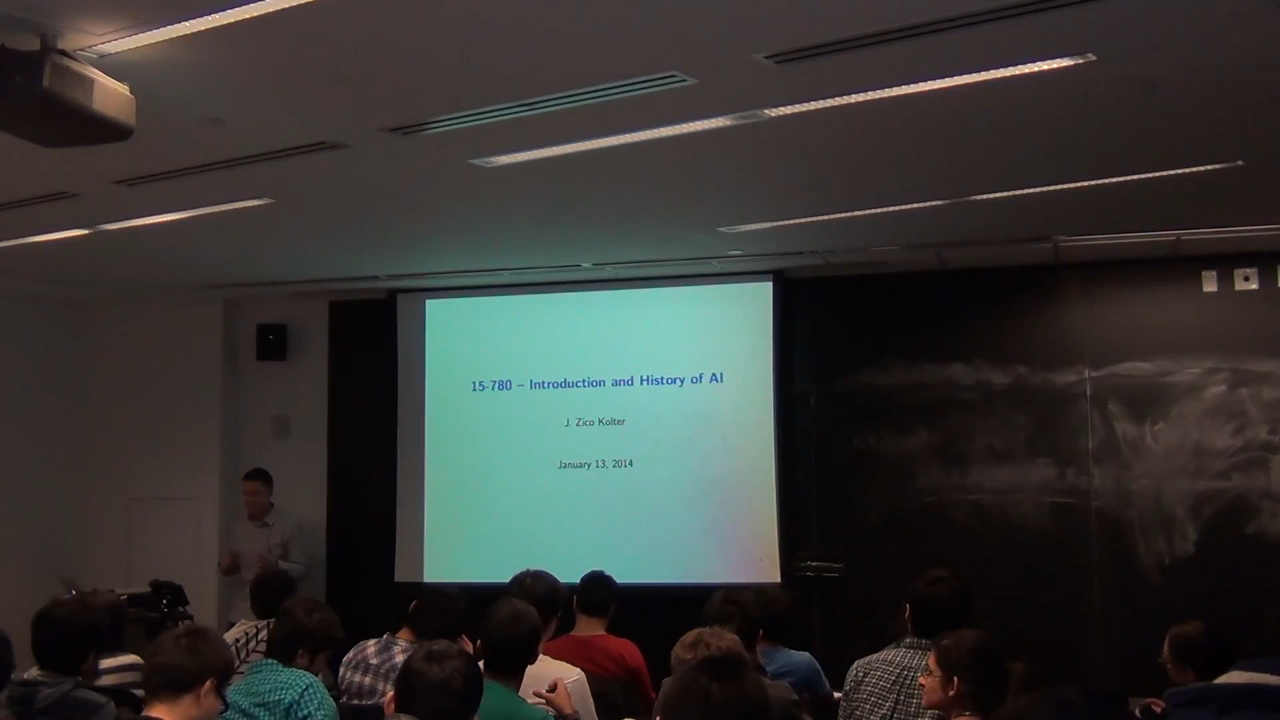 15-780 – Introduction and History of AI
J. Zico Kolter
January 13, 2014